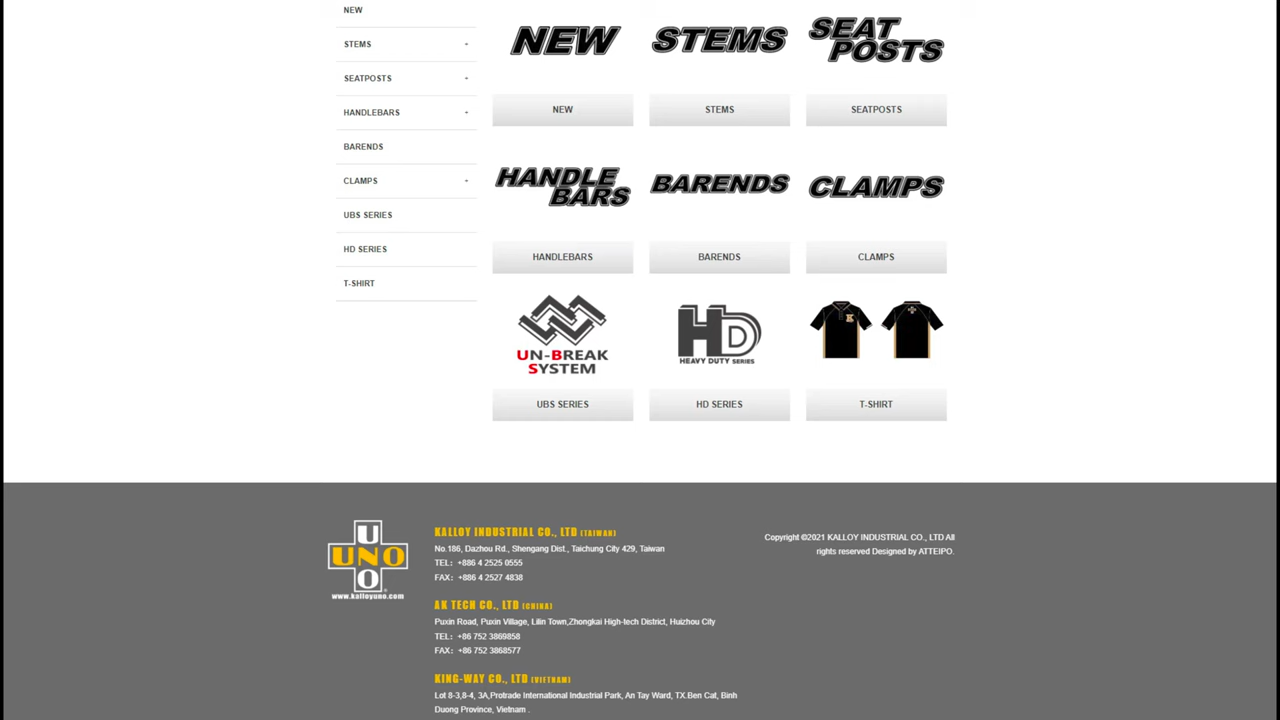 NEW
STEMS
SEATPOSTS
HANDLEBARS
BARENDS
CLAMPS
UBS SERIES
HD SERIES
T-SHIRT
NEW
STEMS
SEAT
POSTS
NEW
STEMS
SEATPOSTS
HANDLE
BARS
BARENDS
CLAMPS
HANDLEBARS
BARENDS
CLAMPS
UN-BREAK
SYSTEM
HD
HEAVY DUTY SERIES
UBS SERIES
HD SERIES
T-SHIRT
U
UNO
O
www.kalloyuno.com
KALLOY INDUSTRIAL CO., LTD (TAIWAN)
No.186, Dazhou Rd., Shengang Dist., Taichung City 429, Taiwan
TEL: +886 4 2525 0555
FAX: +886 4 2527 4838
AK TECH CO., LTD (CHINA)
Puxin Road, Puxin Village, Lilin Town,Zhongkai High-tech District, Huizhou City
TEL: +86 752 3869858
FAX: +86 752 3868577
KING-WAY CO., LTD (VIETNAM)
Lot 8-3,8-4, 3A,Protrade International Industrial Park, An Tay Ward, TX.Ben Cat, Binh
Duong Province, Vietnam .
Copyright ©2021 KALLOY INDUSTRIAL CO., LTD All
rights reserved Designed by ATTEIPO.